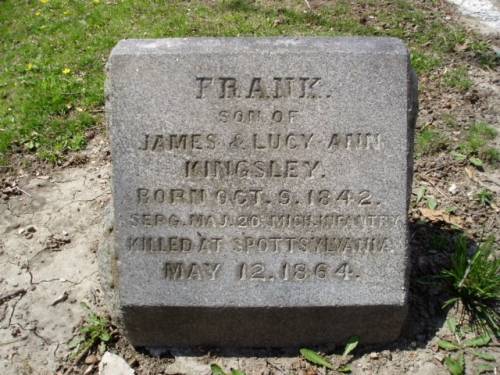 FRANK.
SON OF
JAMES & LUCY ANN
KINGSLEY.
BORN OCT. 9. 1842.
SERG. MAJ. 20. MICH. INFANTRY
KILLED AT SPOTTSYLVANIA
MAY 12. 1864.